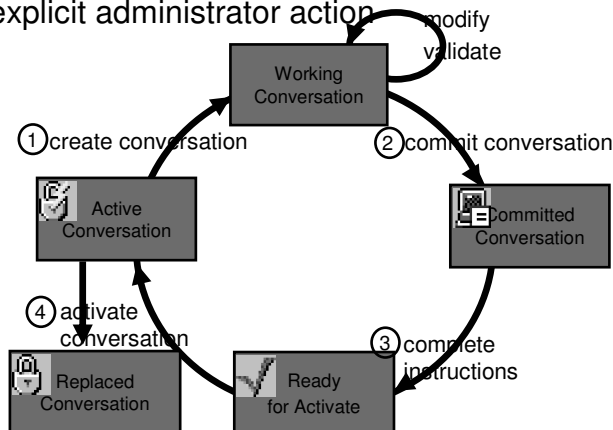 explicit administrator action
modify
validate
Working
Conversation
1 create conversation
2 commit conversation
Active
Conversation
Committed
Conversation
4 activate
conversation
3 complete
instructions
Replaced
Conversation
Ready
for Activate